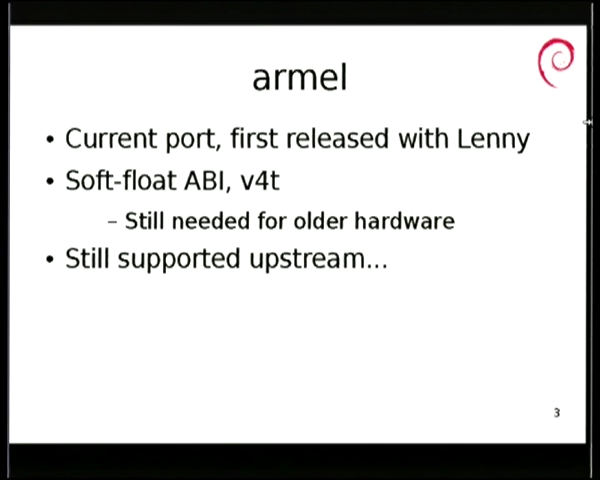 armel
• Current port, first released with Lenny
• Soft-float ABI, v4t
– Still needed for older hardware
• Still supported upstream...
3